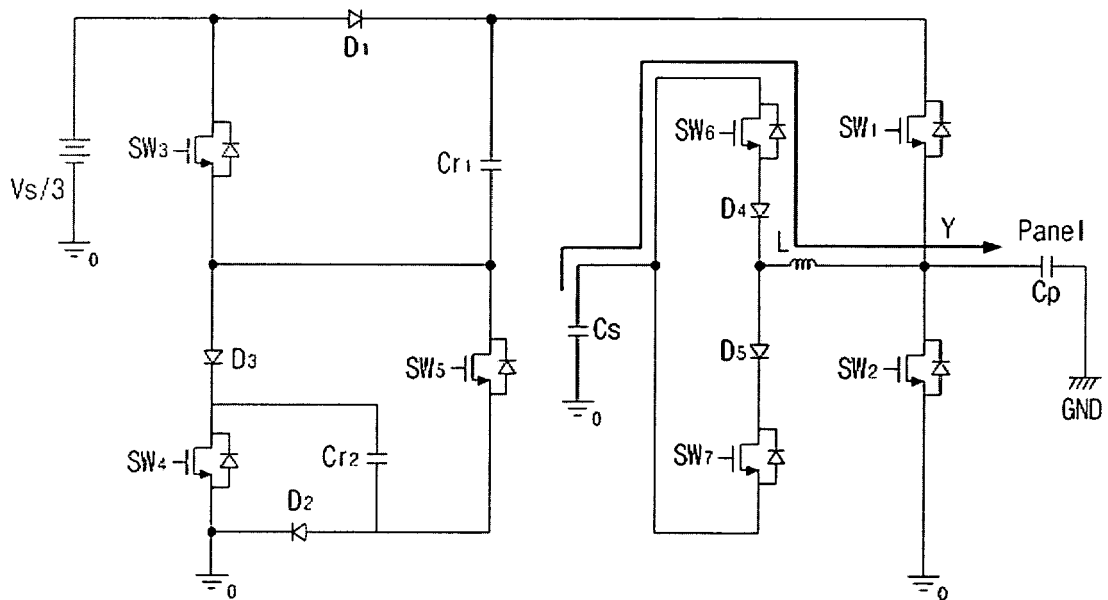 D1
SW3
Vs/3
0
Cr1
SW6
SW1
D4
L
Y
Panel
Cp
Cs
D3
SW5
D5
SW2
0
GND
SW4
Cr2
SW7
D2
0
0